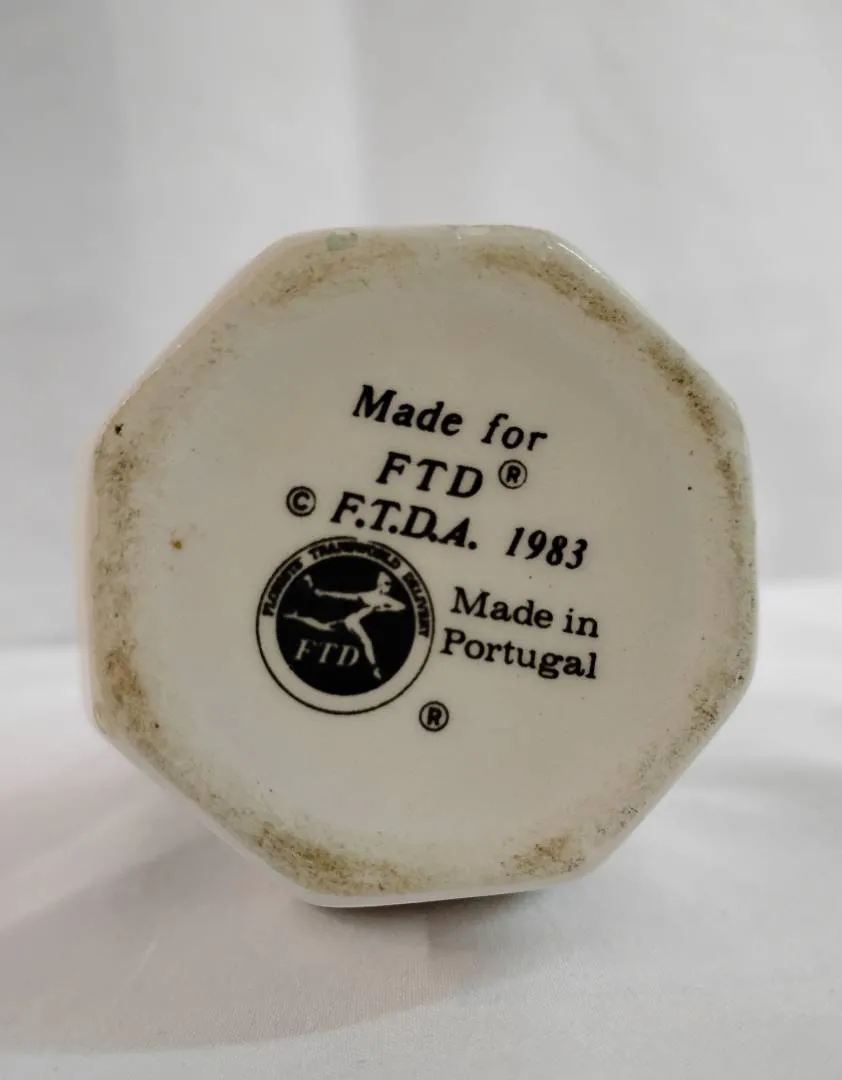 Made for
FTD ®
© F.T.D.A. 1983
FLORISTS' TRANSWORLD DELIVERY
FTD
®
Made in
Portugal